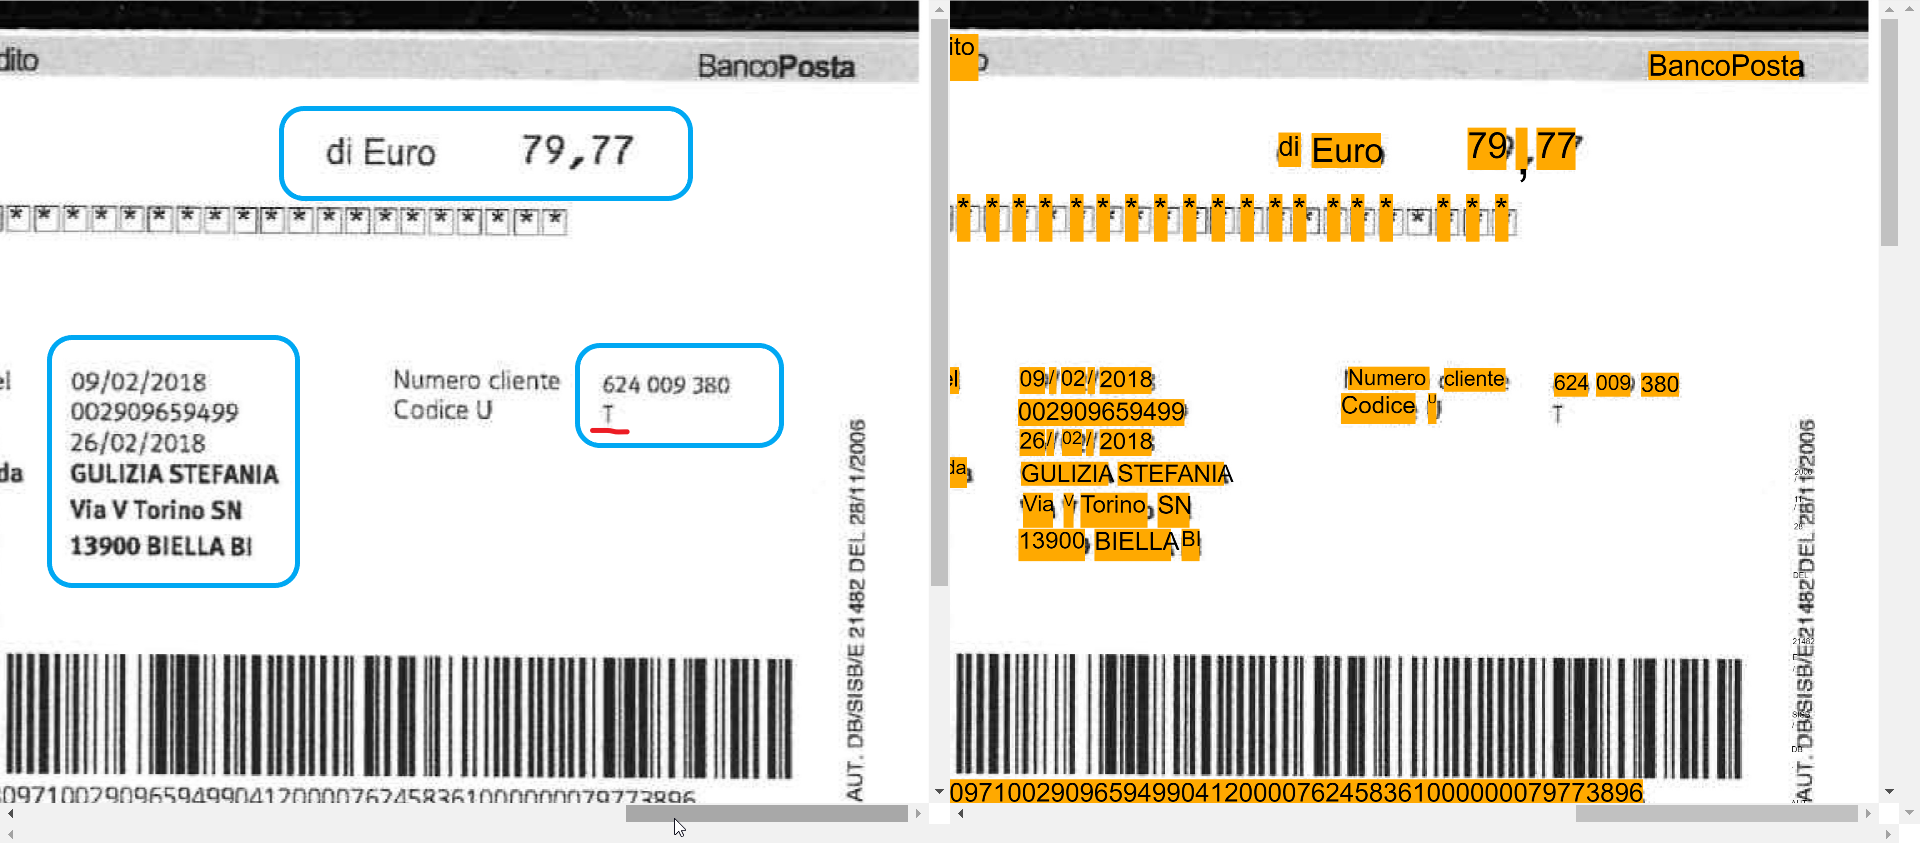 dito
BancoPosta
di Euro 79,77
* * * * * * * * * * * * * * * * * * * *
el
09/02/2018
002909659499
26/02/2018
da
GULIZIA STEFANIA
Via V Torino SN
13900 BIELLA BI
Numero cliente 624 009 380
Codice U T
AUT. DB/SISB/E 21482 DEL 28/11/2006
ito
BancoPosta
di Euro 79,77
* * * * * * * * * * * * * * * * * * * *
el
09/02/2018
002909659499
26/02/2018
da
GULIZIA STEFANIA
Via V Torino SN
13900 BIELLA BI
Numero cliente 624 009 380
Codice U T
AUT. DB/SISB/E 21482 DEL 28/11/2006
097100290965949904120000762458361000000079773896